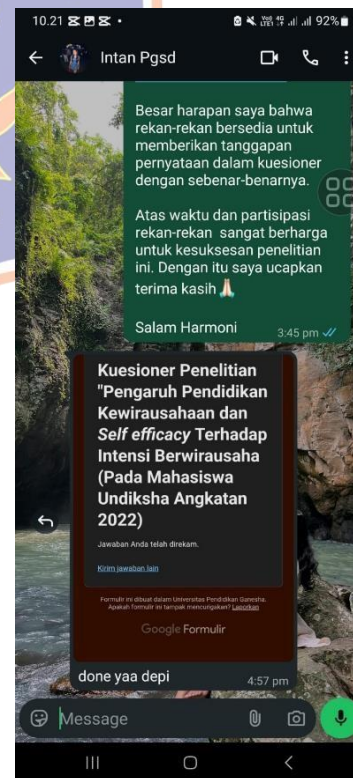 10.21
92%
Intan Pgsd
Besar harapan saya bahwa
rekan-rekan bersedia untuk
memberikan tanggapan
pernyataan dalam kuesioner
dengan sebenar-benarnya.
Atas waktu dan partisipasi
rekan-rekan sangat berharga
untuk kesuksesan penelitian
ini. Dengan itu saya ucapkan
terima kasih 🙏🏻
Salam Harmoni
3:45 pm
Kuesioner Penelitian
"Pengaruh Pendidikan
Kewirausahaan dan
Self efficacy Terhadap
Intensi Berwirausaha
(Pada Mahasiswa
Undiksha Angkatan
2022)
Jawaban Anda telah direkam.
Kirim jawaban lain
Formulir ini dibuat dalam Universitas Pendidikan Ganesha.
Apakah formulir ini tampak mencurigakan? Laporkan
Google Formulir
done yaa depi
4:57 pm
Message